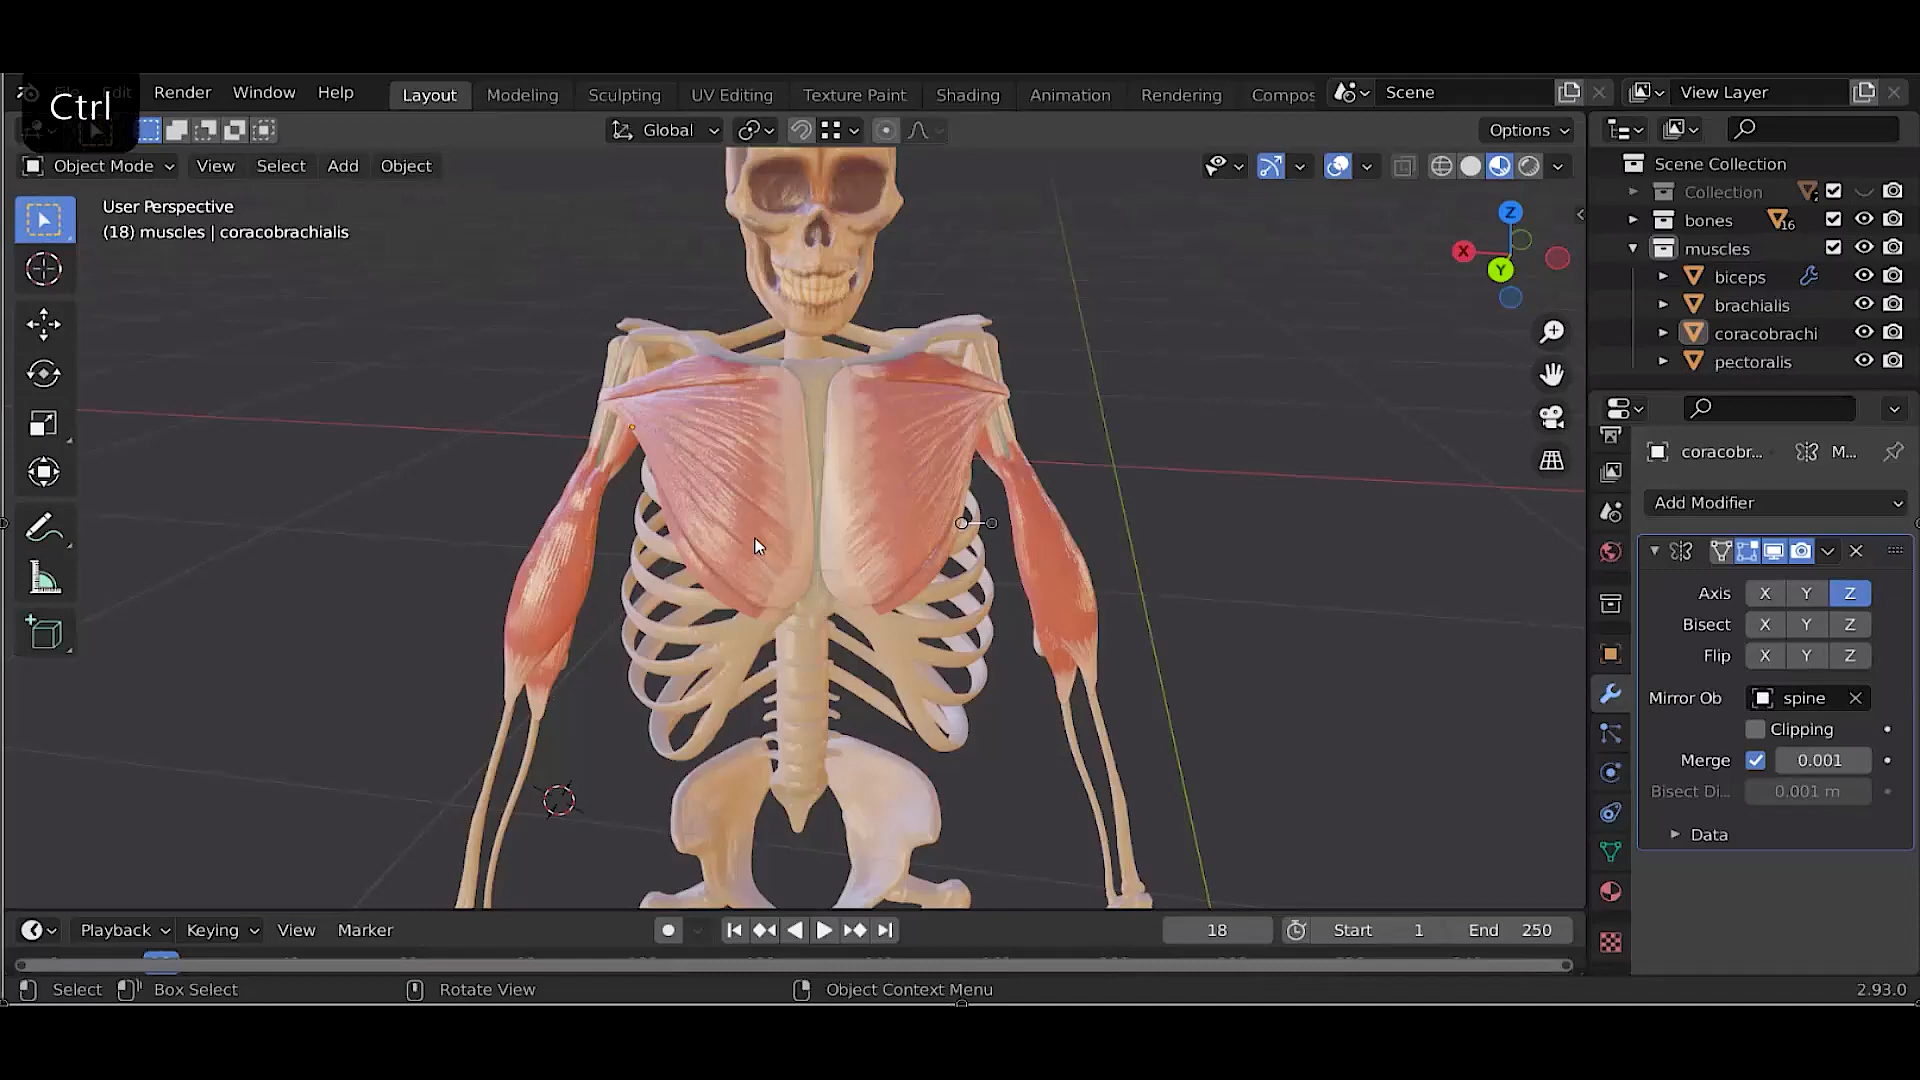 Ctrl
Render Window Help Layout Modeling Sculpting UV Editing Texture Paint Shading Animation Rendering Compos Scene View Layer
Global Options
Object Mode View Select Add Object
User Perspective
(18) muscles | coracobrachialis
Z
X
Y
Scene Collection
Collection
bones 16
muscles
biceps
brachialis
coracobrachi
pectoralis
coracobr... M...
Add Modifier
Axis X Y Z
Bisect X Y Z
Flip X Y Z
Mirror Ob spine
Clipping
Merge 0.001
Bisect Di... 0.001 m
Data
Playback Keying View Marker 18 Start 1 End 250
Select Box Select Rotate View Object Context Menu 2.93.0